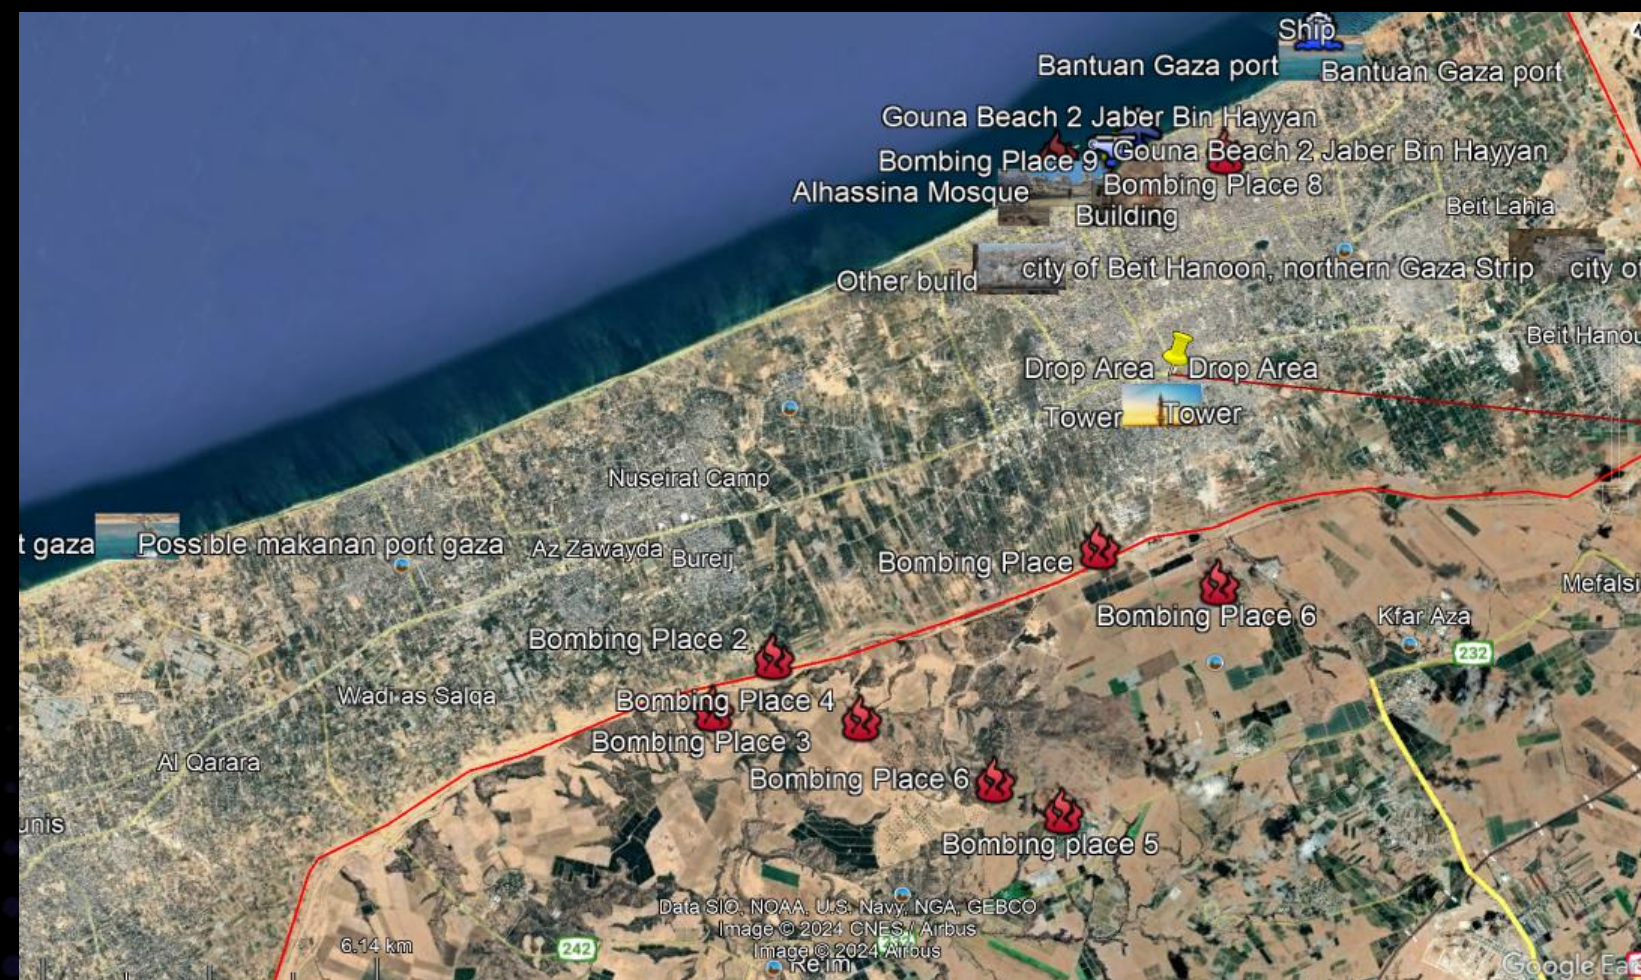 Ship
Bantuan Gaza port
Bantuan Gaza port
Gouna Beach 2 Jaber Bin Hayyan
Bombing Place 9
Gouna Beach 2 Jaber Bin Hayyan
Alhassina Mosque
Bombing Place 8
Building
Beit Lahia
Other build
city of Beit Hanoon, northern Gaza Strip
city of
Beit Hanou
Drop Area
Drop Area
Tower
Tower
Nuseirat Camp
t gaza
Possible makanan port gaza
Az Zawayda
Bureij
Bombing Place
Mefalsi
Bombing Place 6
Kfar Aza
Bombing Place 2
232
Wadi as Salqa
Bombing Place 4
Bombing Place 3
Al Qarara
Bombing Place 6
unis
Bombing place 5
Data SIO, NOAA, U.S. Navy, NGA, GEBCO
Image © 2024 CNES / Airbus
6.14 km
242
Image © 2024 Airbus
Re'im
Google Ear